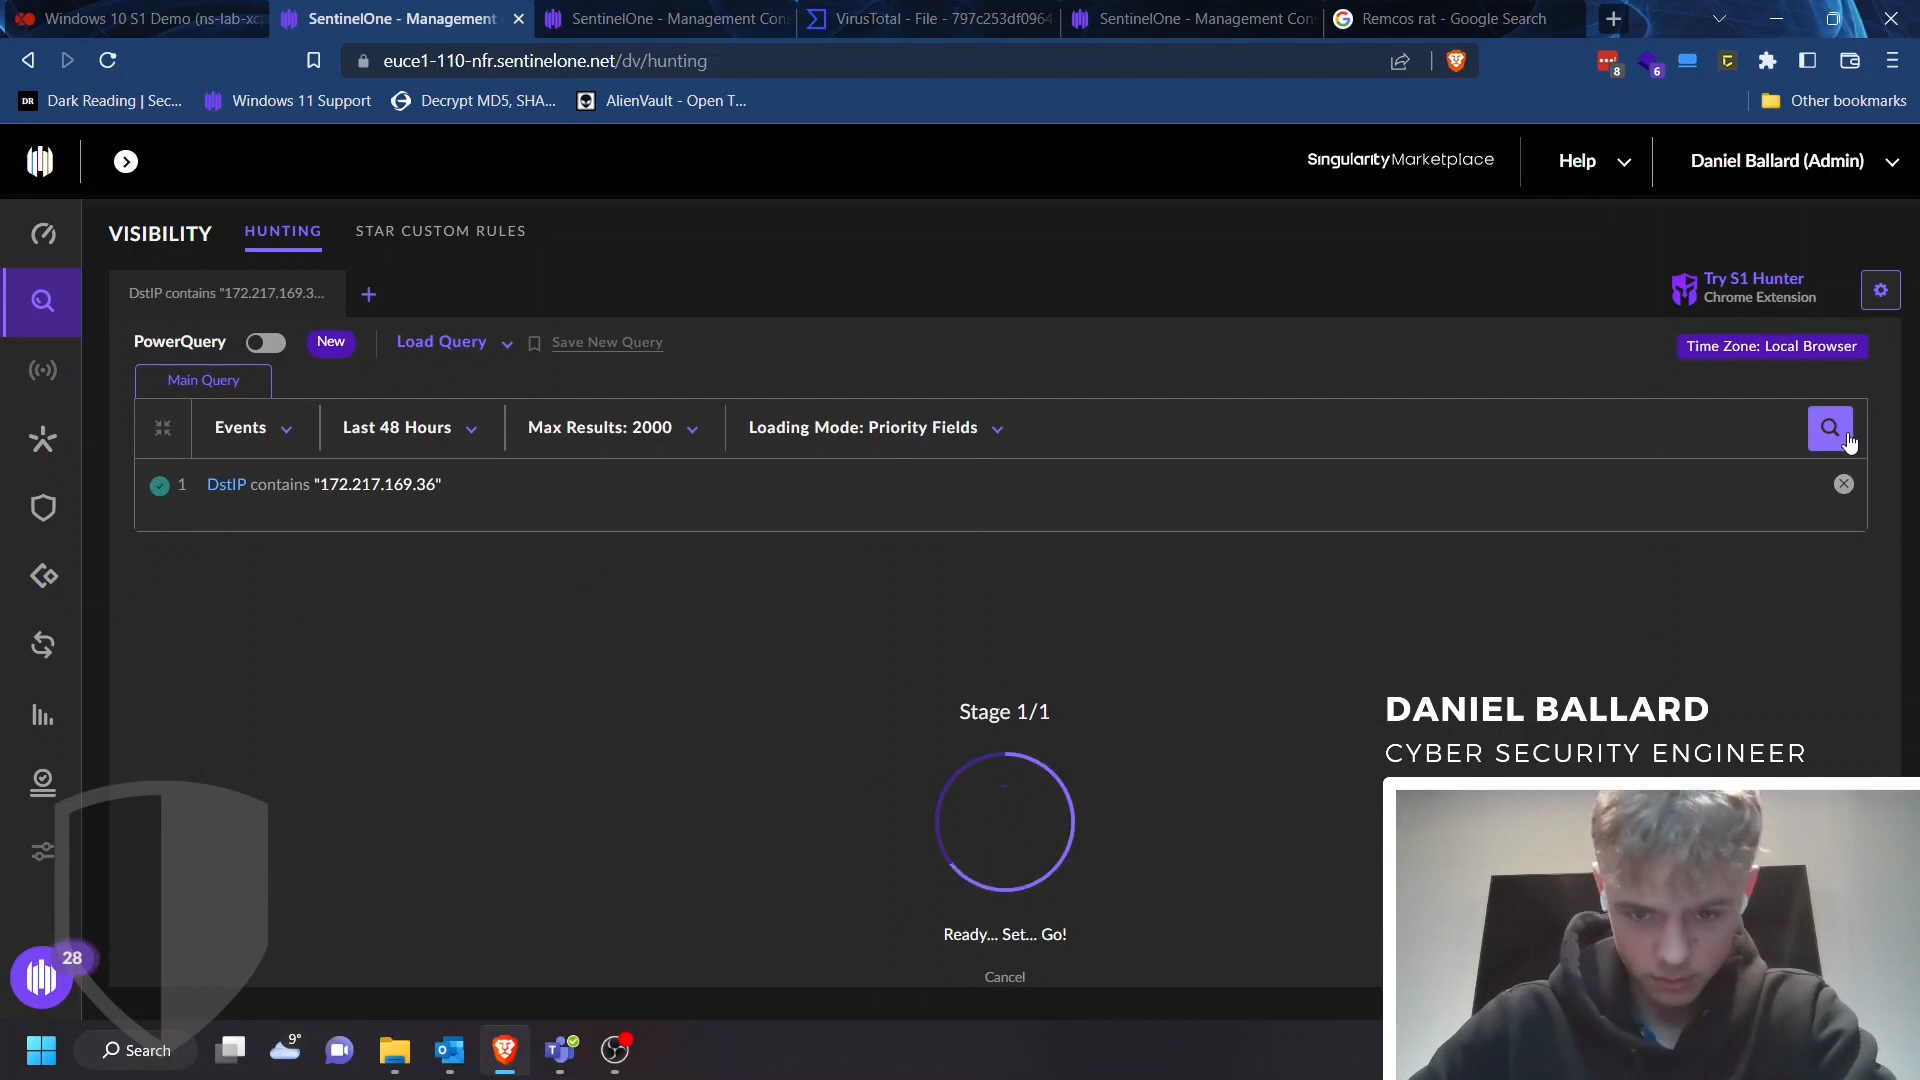 Windows 10 S1 Demo (ns-lab-xcp
SentinelOne - Management
SentinelOne - Management Cons
VirusTotal - File - 797c253df0964
SentinelOne - Management Con
Remcos rat - Google Search
euce1-110-nfr.sentinelone.net/dv/hunting
8
6
DR
Dark Reading | Sec...
Windows 11 Support
Decrypt MD5, SHA...
AlienVault - Open T...
Other bookmarks
Singularity Marketplace
Help
Daniel Ballard (Admin)
VISIBILITY
HUNTING
STAR CUSTOM RULES
DstIP contains "172.217.169.3...
Try S1 Hunter
Chrome Extension
PowerQuery
New
Load Query
Save New Query
Time Zone: Local Browser
Main Query
Events
Last 48 Hours
Max Results: 2000
Loading Mode: Priority Fields
1
DstIP contains "172.217.169.36"
Stage 1/1
Ready... Set... Go!
Cancel
DANIEL BALLARD
CYBER SECURITY ENGINEER
28
Search
9°